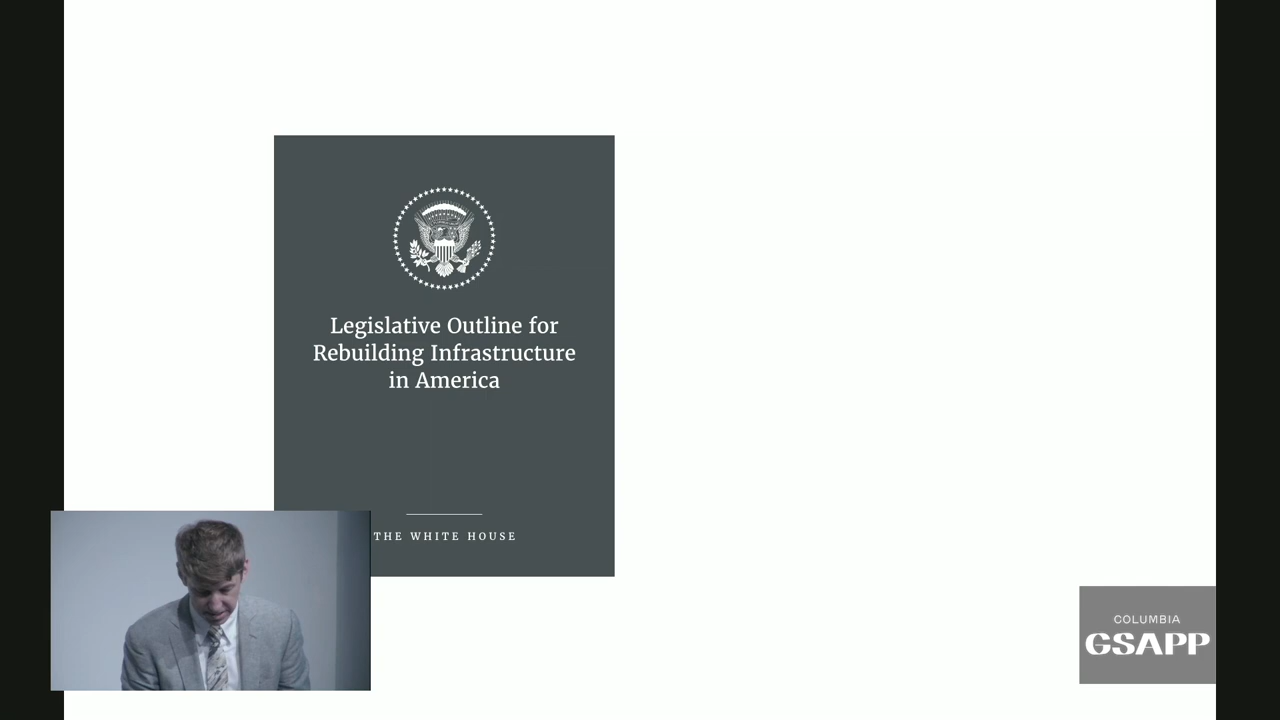 Legislative Outline for
Rebuilding Infrastructure
in America
THE WHITE HOUSE
COLUMBIA
GSAPP